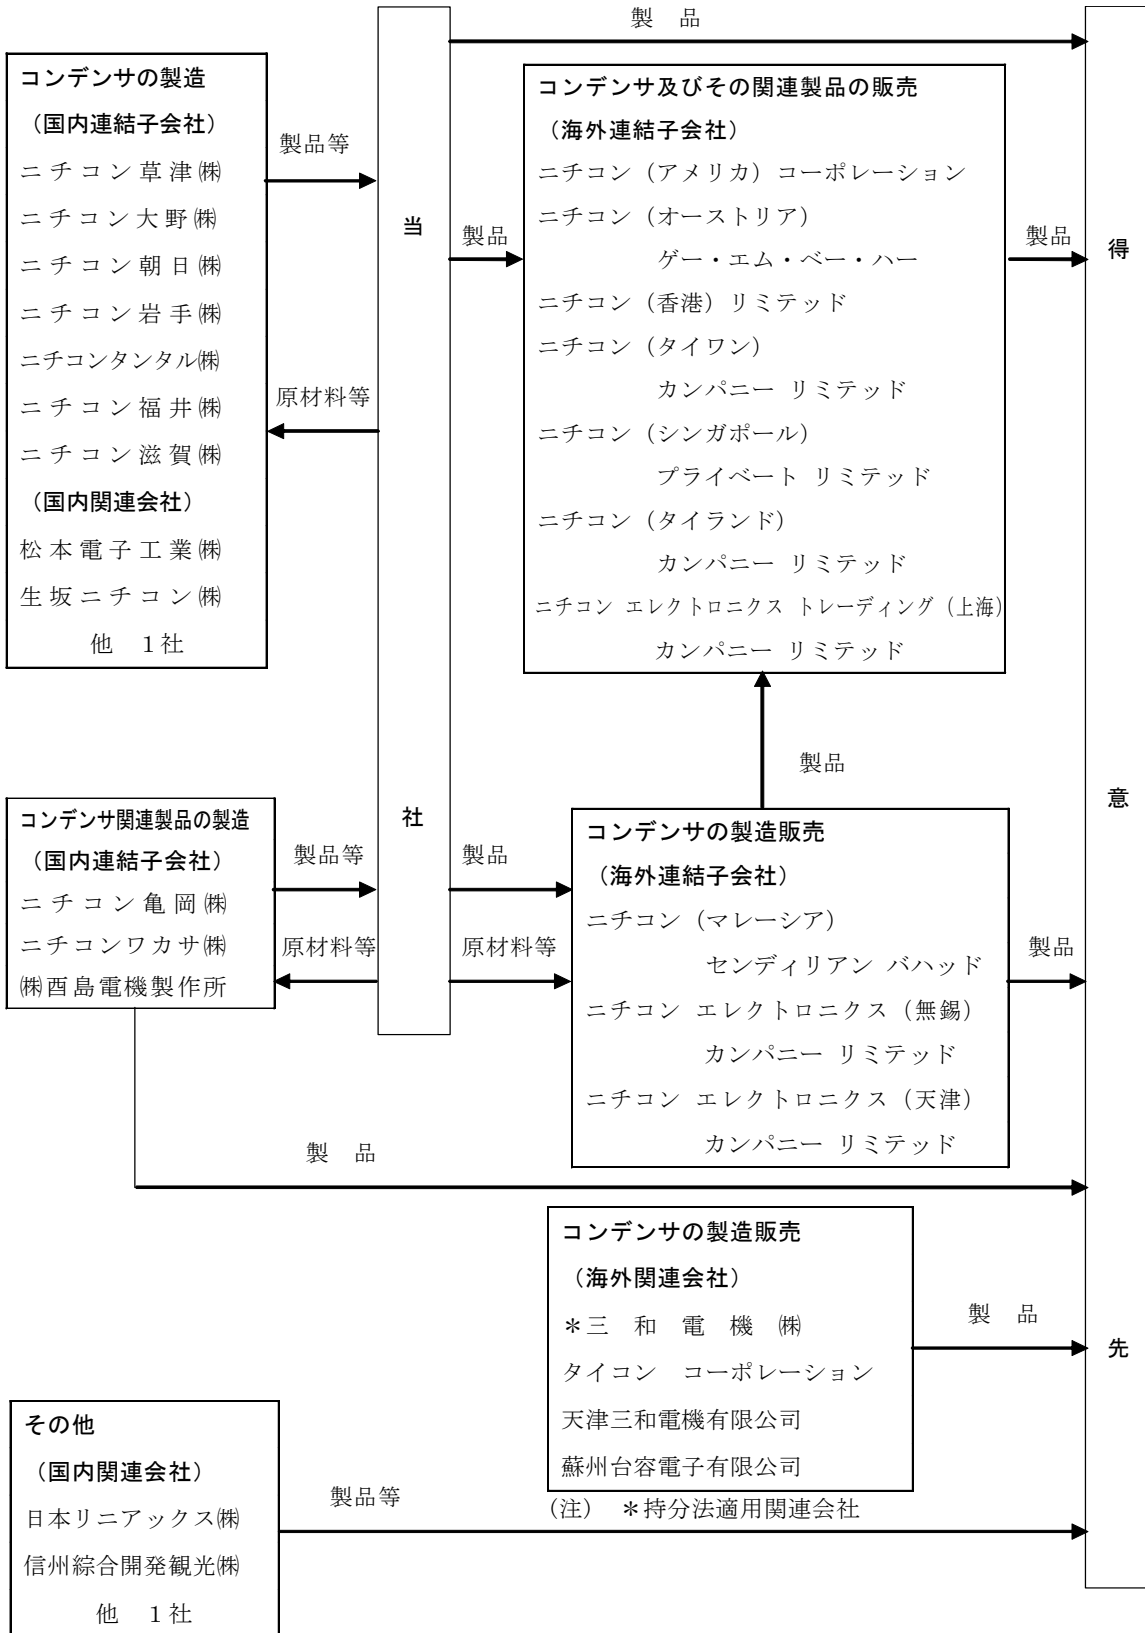 製　品
コンデンサの製造
（国内連結子会社）
ニチコン草津㈱
ニチコン大野㈱
ニチコン朝日㈱
ニチコン岩手㈱
ニチコンタンタル㈱
ニチコン福井㈱
ニチコン滋賀㈱
（国内関連会社）
松本電子工業㈱
生坂ニチコン㈱
他　１社
製品等
原材料等
当
社
製品
コンデンサ及びその関連製品の販売
（海外連結子会社）
ニチコン（アメリカ）コーポレーション
ニチコン（オーストリア）
ゲー・エム・ベー・ハー
ニチコン（香港）リミテッド
ニチコン（タイワン）
カンパニー リミテッド
ニチコン（シンガポール）
プライベート リミテッド
ニチコン（タイランド）
カンパニー リミテッド
ニチコン エレクトロニクス トレーディング（上海）
カンパニー リミテッド
製品
得
意
先
製品
コンデンサ関連製品の製造
（国内連結子会社）
ニチコン亀岡㈱
ニチコンワカサ㈱
㈱酉島電機製作所
製品等
原材料等
製品
原材料等
コンデンサの製造販売
（海外連結子会社）
ニチコン（マレーシア）
センディリアン バハッド
ニチコン エレクトロニクス（無錫）
カンパニー リミテッド
ニチコン エレクトロニクス（天津）
カンパニー リミテッド
製品
製　品
コンデンサの製造販売
（海外関連会社）
＊三　和　電　機　㈱
タイコン　コーポレーション
天津三和電機有限公司
蘇州台容電子有限公司
（注）　＊持分法適用関連会社
製　品
その他
（国内関連会社）
日本リニアックス㈱
信州綜合開発観光㈱
他　１社
製品等